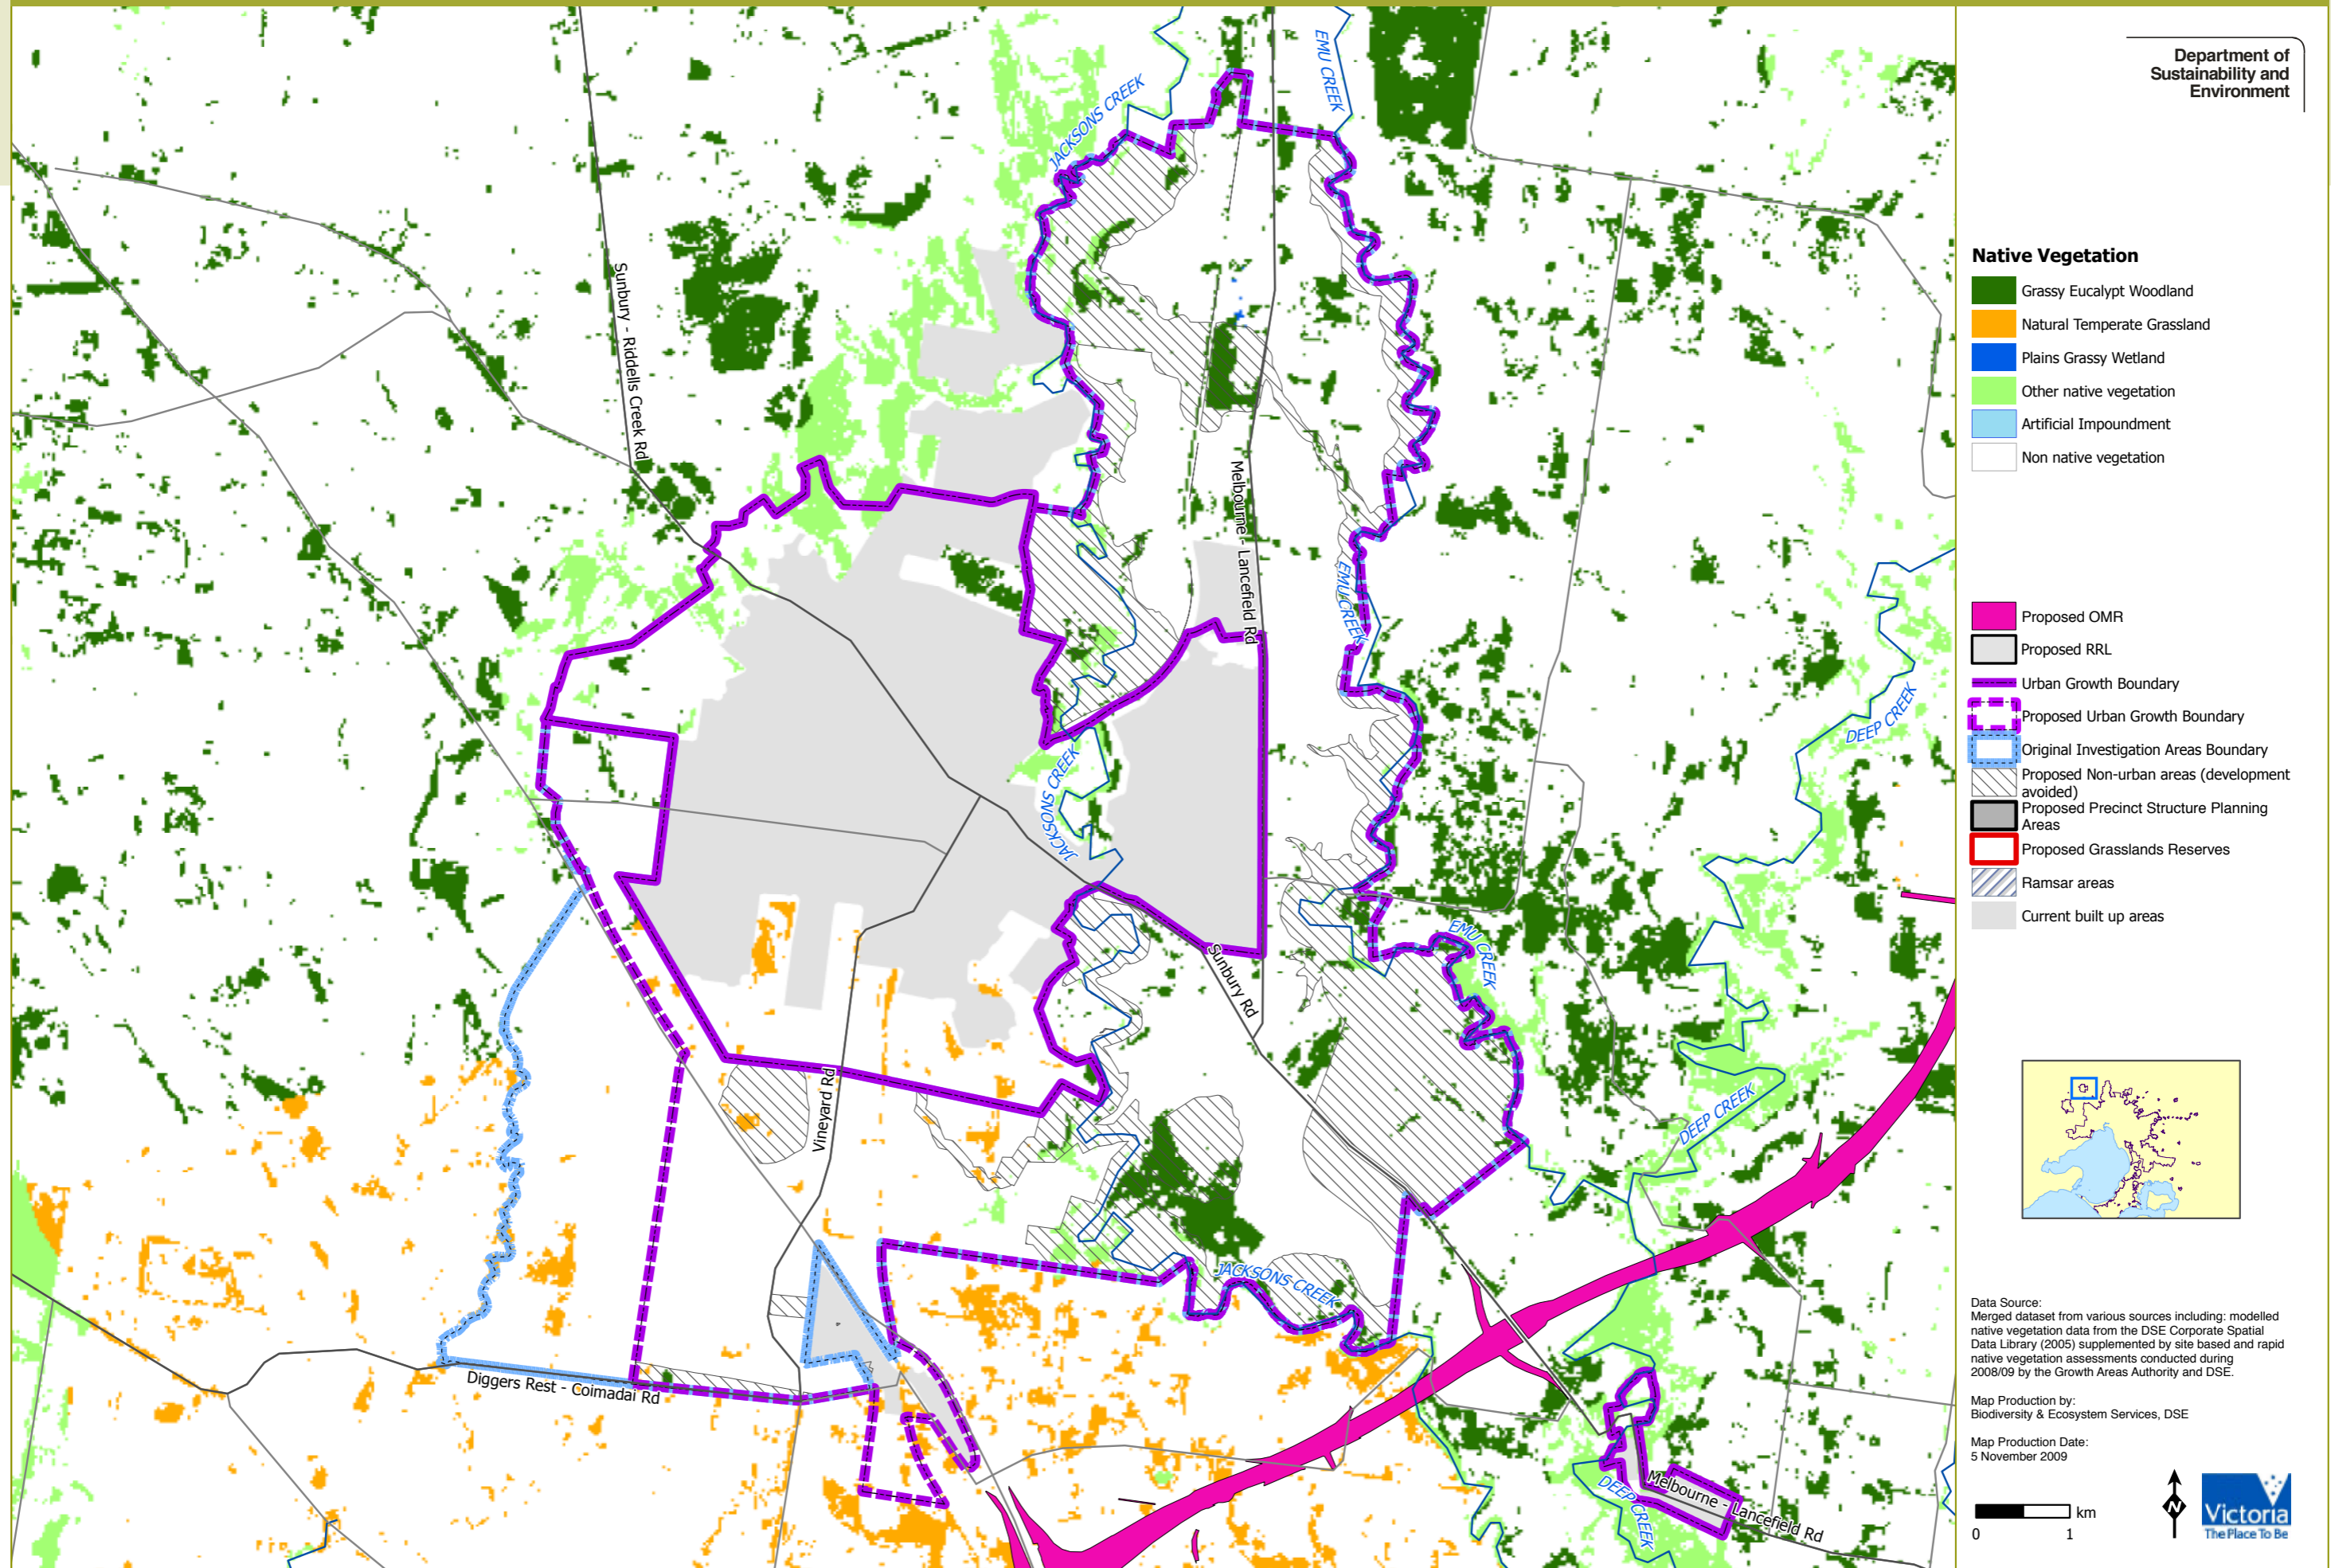 Department of
Sustainability and
Environment
EMU CREEK
JACKSONS CREEK
Sunbury - Riddells Creek Rd
Melbourne - Lancefield Rd
EMU CREEK
DEEP CREEK
JACKSONS CREEK
EMU CREEK
Sunbury Rd
Vineyard Rd
DEEP CREEK
JACKSONS CREEK
Diggers Rest - Coimadai Rd
Melbourne - Lancefield Rd
DEEP CREEK
Native Vegetation
Grassy Eucalypt Woodland
Natural Temperate Grassland
Plains Grassy Wetland
Other native vegetation
Artificial Impoundment
Non native vegetation
Proposed OMR
Proposed RRL
Urban Growth Boundary
Proposed Urban Growth Boundary
Original Investigation Areas Boundary
Proposed Non-urban areas (development
avoided)
Proposed Precinct Structure Planning
Areas
Proposed Grasslands Reserves
Ramsar areas
Current built up areas
Data Source:
Merged dataset from various sources including: modelled
native vegetation data from the DSE Corporate Spatial
Data Library (2005) supplemented by site based and rapid
native vegetation assessments conducted during
2008/09 by the Growth Areas Authority and DSE.
Map Production by:
Biodiversity & Ecosystem Services, DSE
Map Production Date:
5 November 2009
km
0 1
N
Victoria
The Place To Be